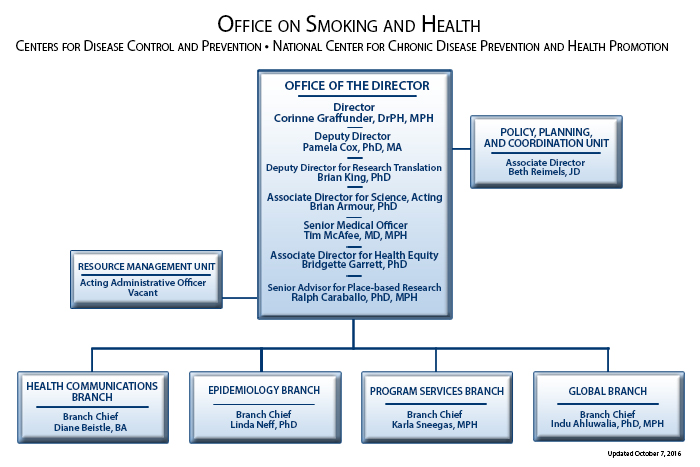 Office on Smoking and Health
Centers for Disease Control and Prevention • National Center for Chronic Disease Prevention and Health Promotion
OFFICE OF THE DIRECTOR
Director
Corinne Graffunder, DrPH, MPH
Deputy Director
Pamela Cox, PhD, MA
Deputy Director for Research Translation
Brian King, PhD
Associate Director for Science, Acting
Brian Armour, PhD
Senior Medical Officer
Tim McAfee, MD, MPH
Associate Director for Health Equity
Bridgette Garrett, PhD
Senior Advisor for Place-based Research
Ralph Caraballo, PhD, MPH
POLICY, PLANNING,
AND COORDINATION UNIT
Associate Director
Beth Reimels, JD
RESOURCE MANAGEMENT UNIT
Acting Administrative Officer
Vacant
HEALTH COMMUNICATIONS
BRANCH
Branch Chief
Diane Beistle, BA
EPIDEMIOLOGY BRANCH
Branch Chief
Linda Neff, PhD
PROGRAM SERVICES BRANCH
Branch Chief
Karla Sneegas, MPH
GLOBAL BRANCH
Branch Chief
Indu Ahluwalia, PhD, MPH
Updated October 7, 2016